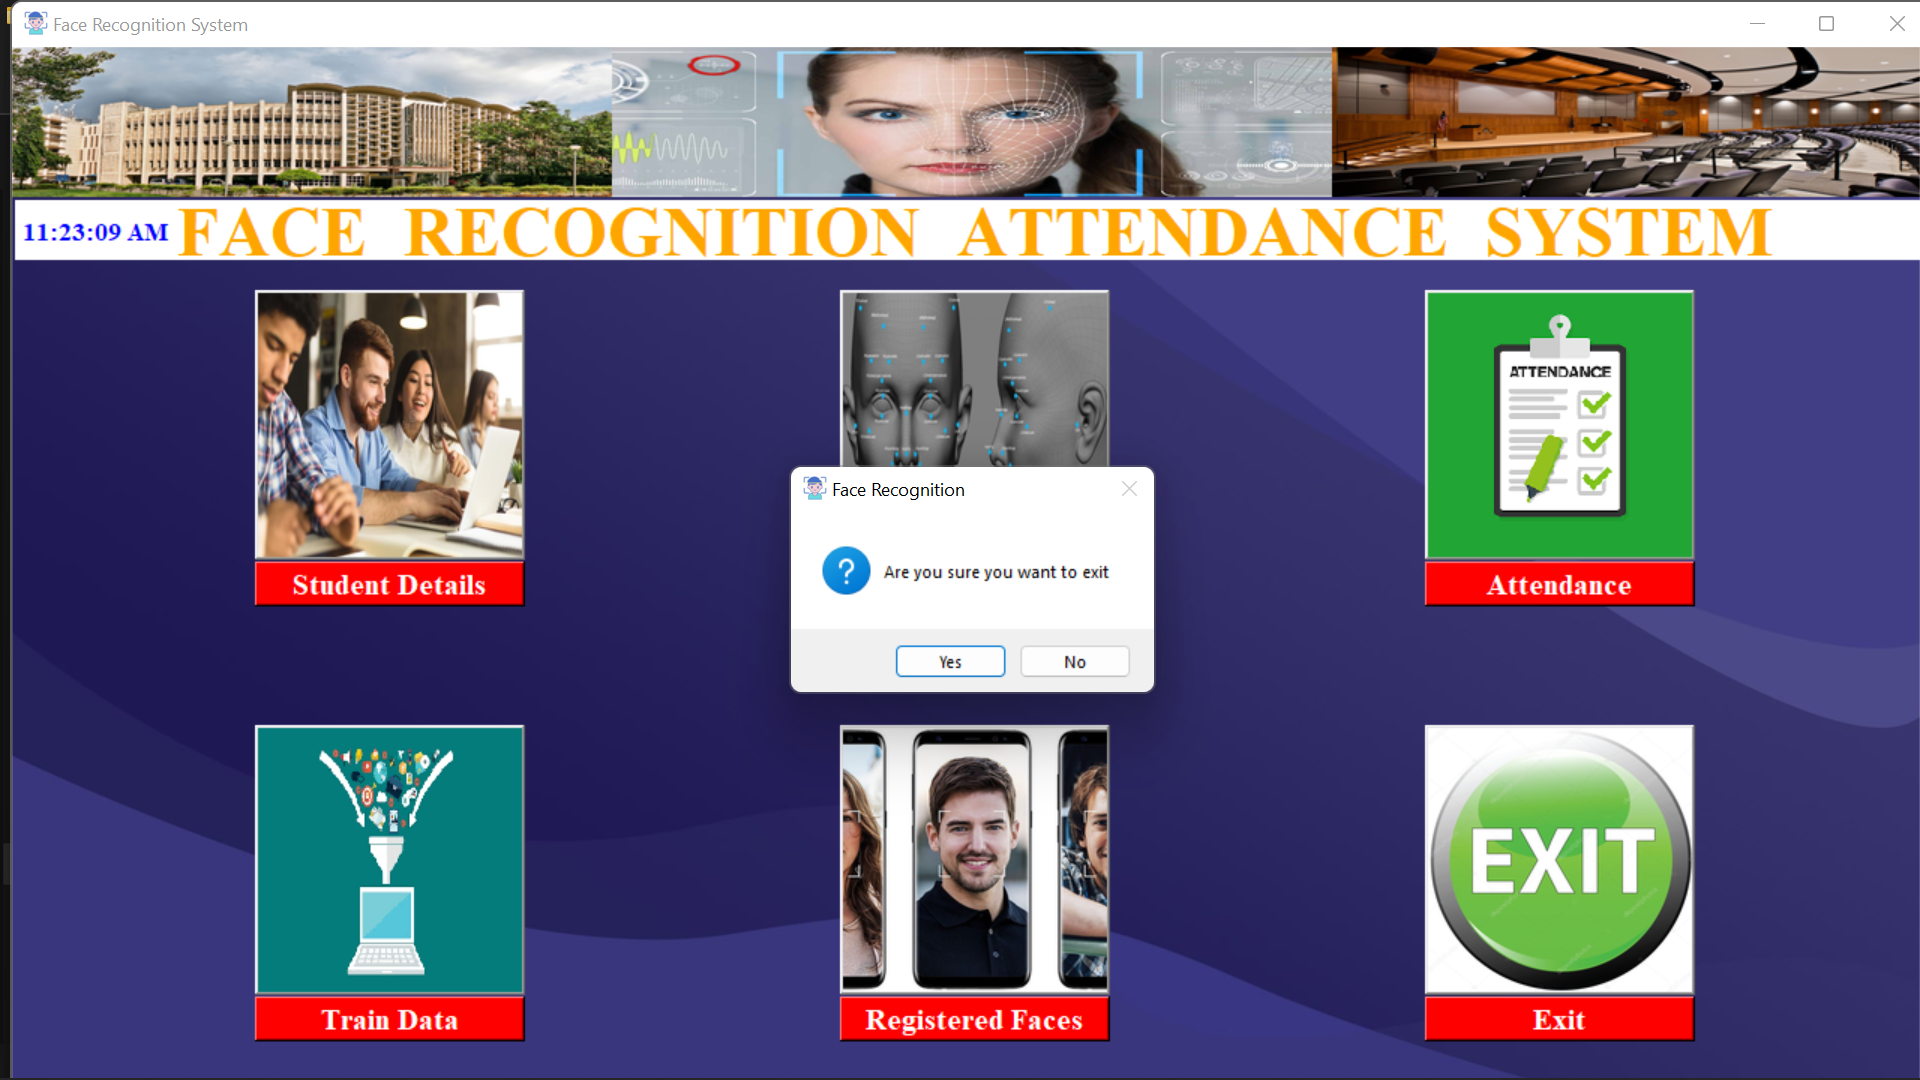 Face Recognition System
11:23:09 AM FACE RECOGNITION ATTENDANCE SYSTEM
ATTENDANCE
Student Details
Attendance
Face Recognition
Are you sure you want to exit
Yes
No
EXIT
Train Data
Registered Faces
Exit